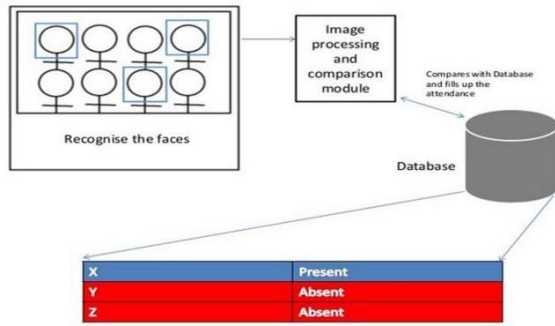 Recognise the faces
Image
processing
and
comparison
module
Compares with Database
and fills up the
attendance
Database
X Present
Y Absent
Z Absent